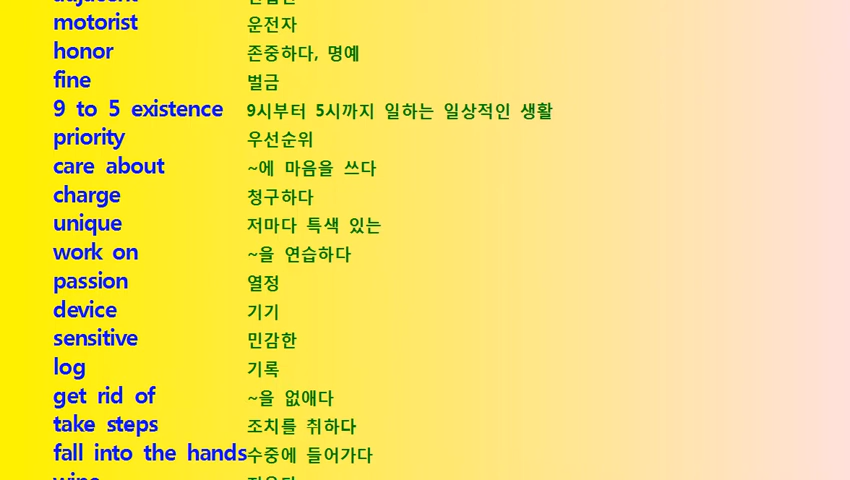 motorist 운전자
honor 존중하다, 명예
fine 벌금
9 to 5 existence 9시부터 5시까지 일하는 일상적인 생활
priority 우선순위
care about ~에 마음을 쓰다
charge 청구하다
unique 저마다 특색 있는
work on ~을 연습하다
passion 열정
device 기기
sensitive 민감한
log 기록
get rid of ~을 없애다
take steps 조치를 취하다
fall into the hands 수중에 들어가다